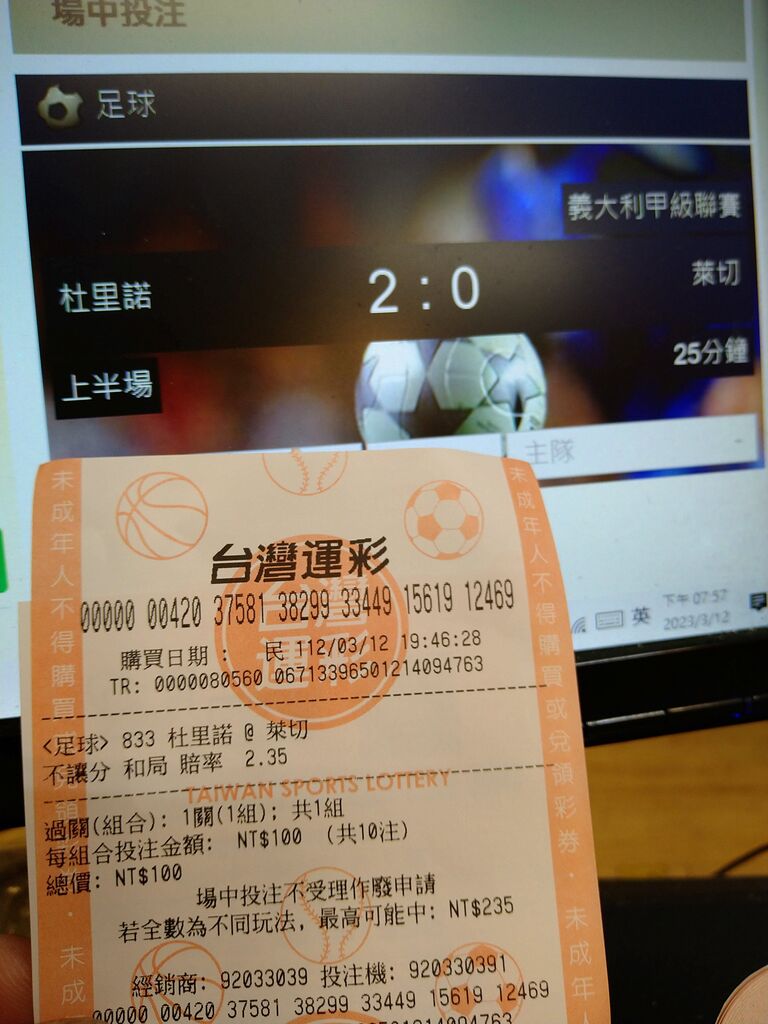 場中投注
足球
義大利甲級聯賽
杜里諾 2 : 0 萊切
上半場 25分鐘
主隊 -
英 下午 07:57
2023/3/12
台灣運彩
00000 00420 37581 38299 33449 15619 12469
購買日期 : 民 112/03/12 19:46:28
TR: 0000080560 06713396501214094763
<足球> 833 杜里諾 @ 萊切
不讓分 和局 賠率 2.35
TAIWAN SPORTS LOTTERY
過關(組合): 1關(1組); 共1組
每組合投注金額: NT$100 (共10注)
總價: NT$100
場中投注不受理作廢申請
若全數為不同玩法, 最高可能中: NT$235
經銷商: 92033039 投注機: 920330391
00000 00420 37581 38299 33449 15619 12469
未成年人不得購買
未成
未成年人不得購買或兌領彩券・未成年人